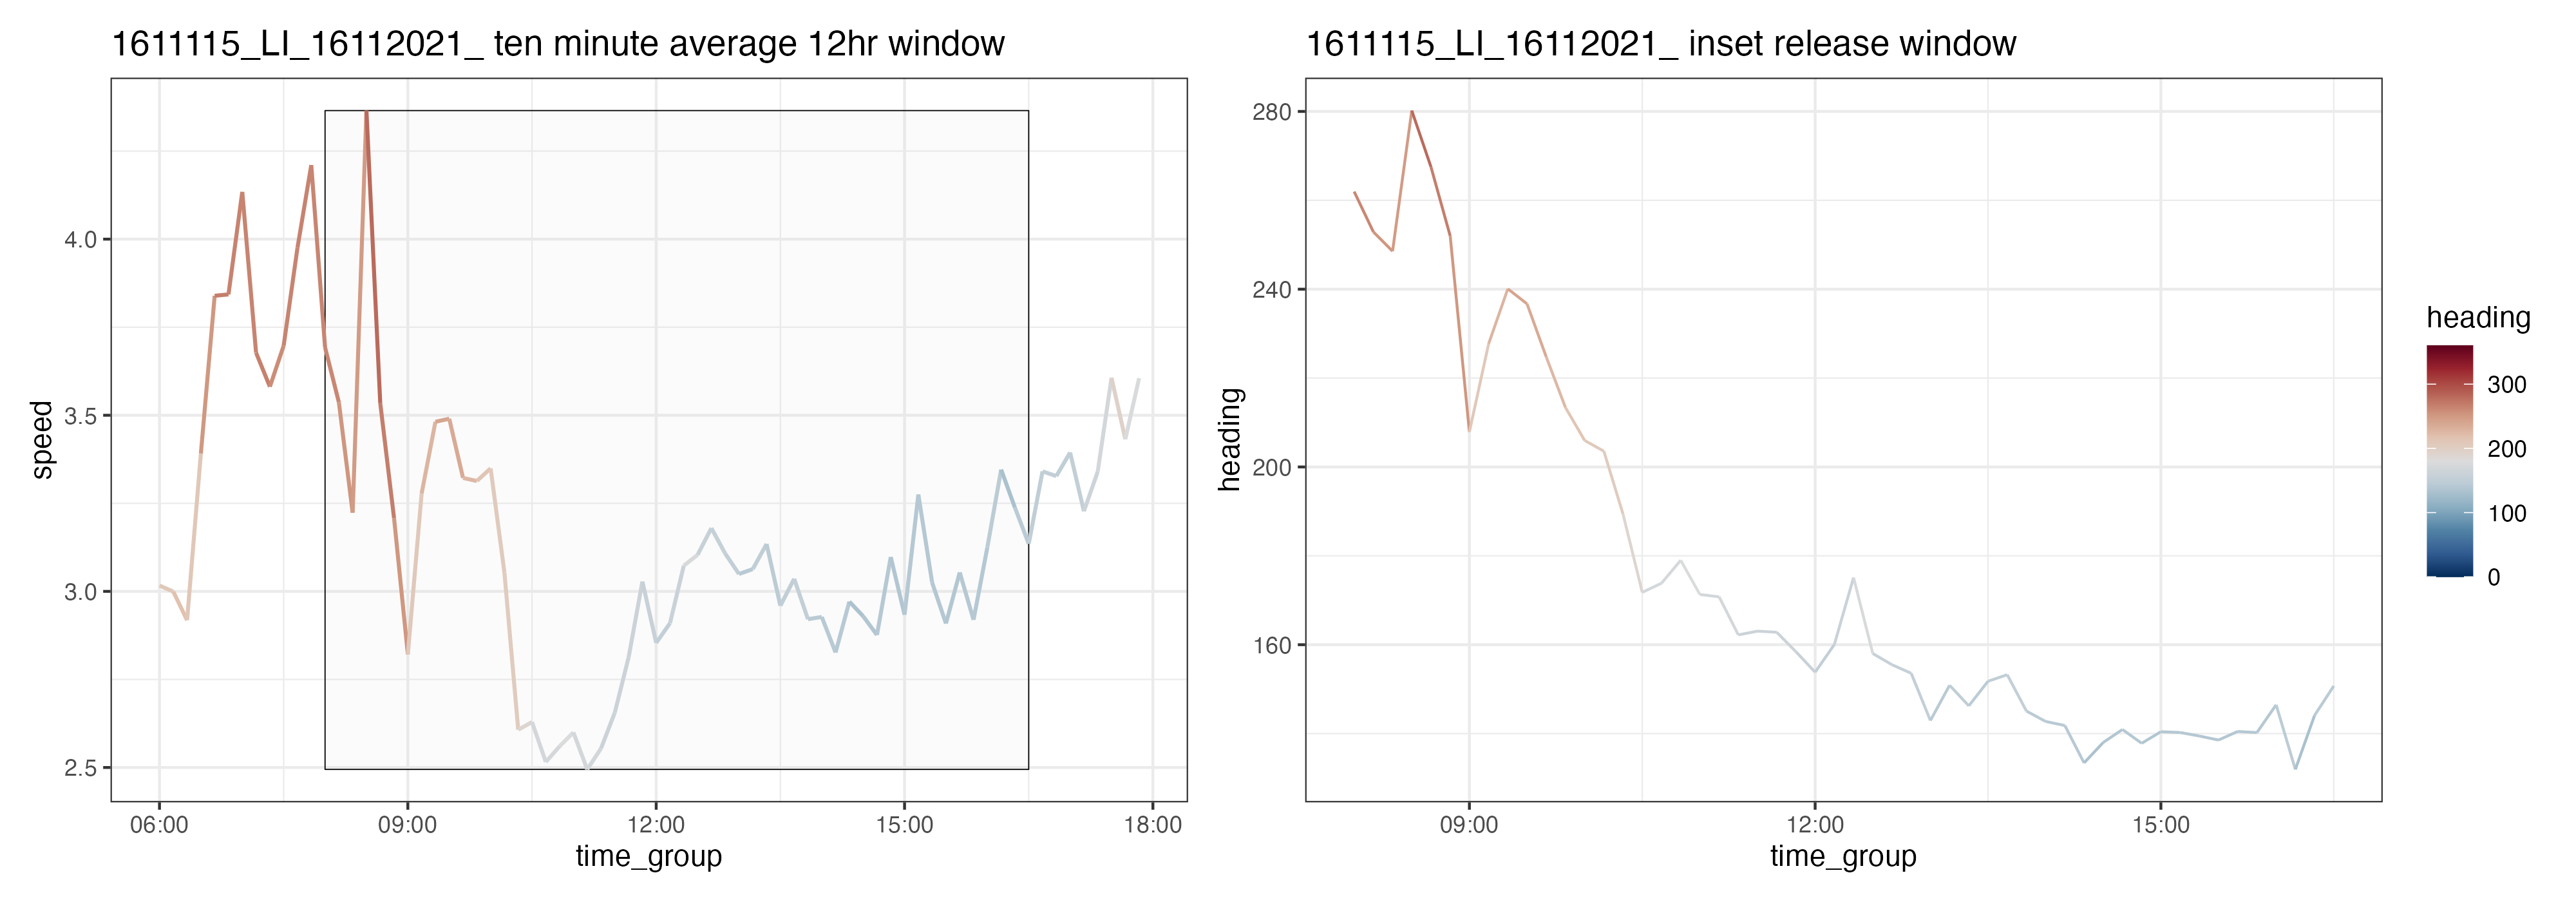 1611115_LI_16112021_ ten minute average 12hr window
speed
4.0
3.5
3.0
2.5
06:00 09:00 12:00 15:00 18:00
time_group
1611115_LI_16112021_ inset release window
heading
280
240
200
160
09:00 12:00 15:00
time_group
heading
300
200
100
0